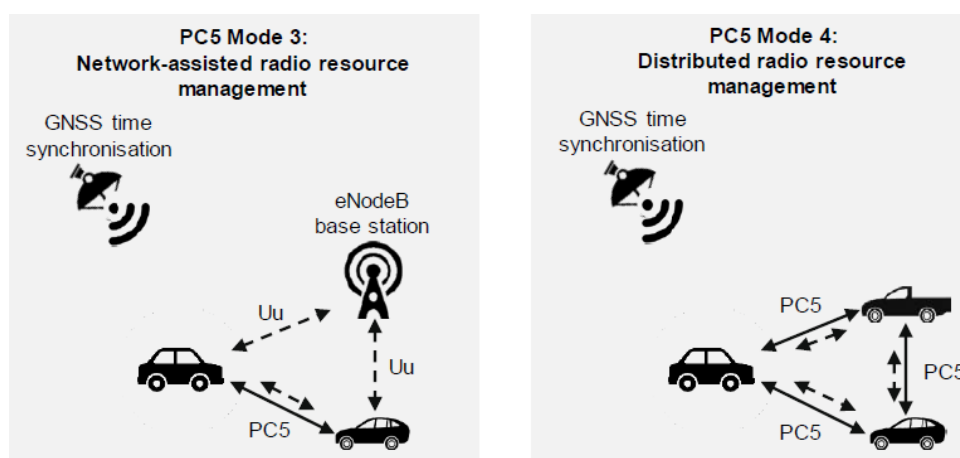 PC5 Mode 3:
Network-assisted radio resource
management
GNSS time
synchronisation
eNodeB
base station
Uu
Uu
PC5
PC5 Mode 4:
Distributed radio resource
management
GNSS time
synchronisation
PC5
PC5
PC5